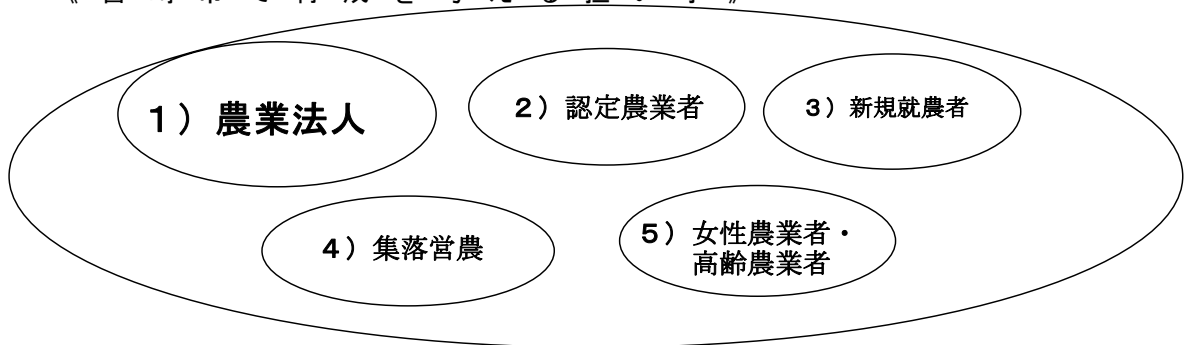 １）農業法人
２）認定農業者
３）新規就農者
４）集落営農
５）女性農業者・
高齢農業者